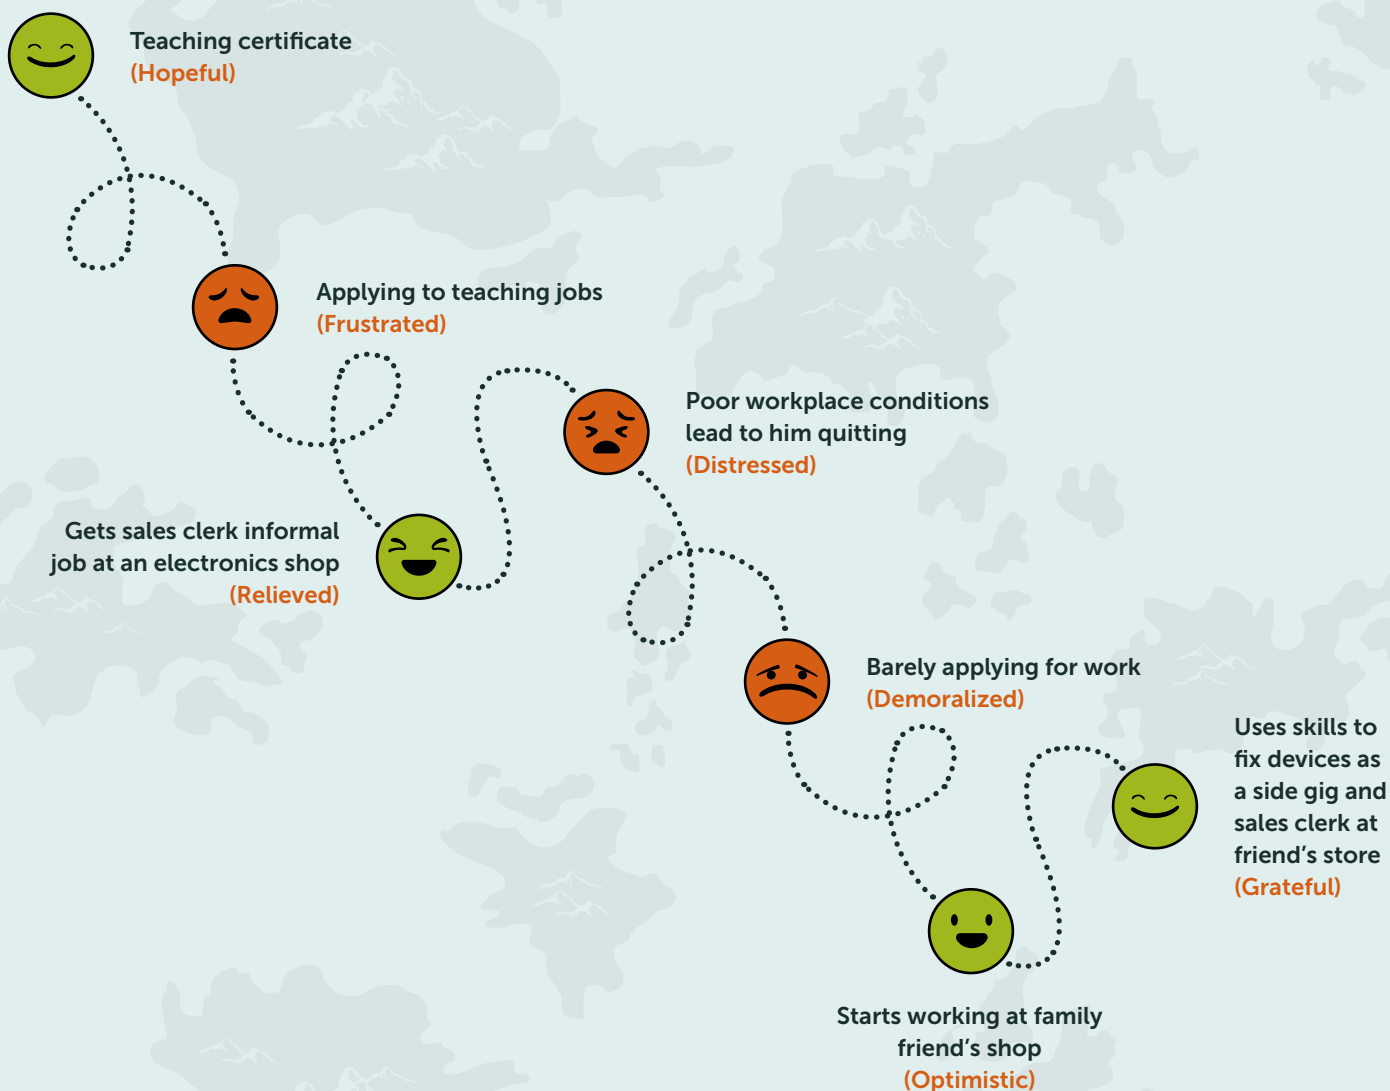 Teaching certificate
(Hopeful)
Applying to teaching jobs
(Frustrated)
Gets sales clerk informal
job at an electronics shop
(Relieved)
Poor workplace conditions
lead to him quitting
(Distressed)
Barely applying for work
(Demoralized)
Starts working at family
friend’s shop
(Optimistic)
Uses skills to
fix devices as
a side gig and
sales clerk at
friend’s store
(Grateful)